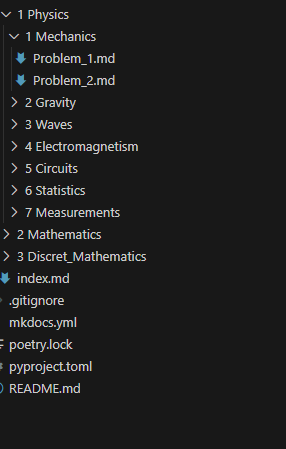 1 Physics
1 Mechanics
Problem_1.md
Problem_2.md
2 Gravity
3 Waves
4 Electromagnetism
5 Circuits
6 Statistics
7 Measurements
2 Mathematics
3 Discret_Mathematics
index.md
.gitignore
mkdocs.yml
poetry.lock
pyproject.toml
README.md